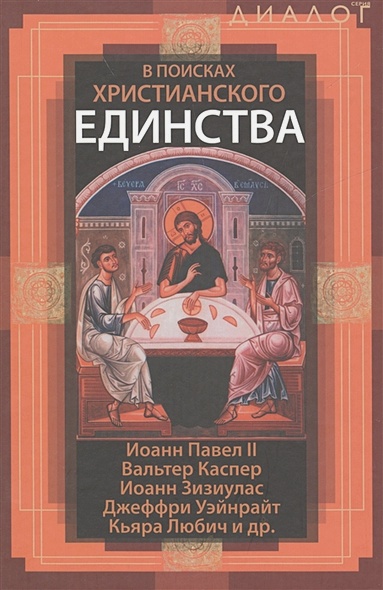 серия
ДИАЛОГ
В ПОИСКАХ
ХРИСТИАНСКОГО
ЕДИНСТВА
IC XC
Иоанн Павел II
Вальтер Каспер
Иоанн Зизиулас
Джеффри Уэйнрайт
Кьяра Любич и др.